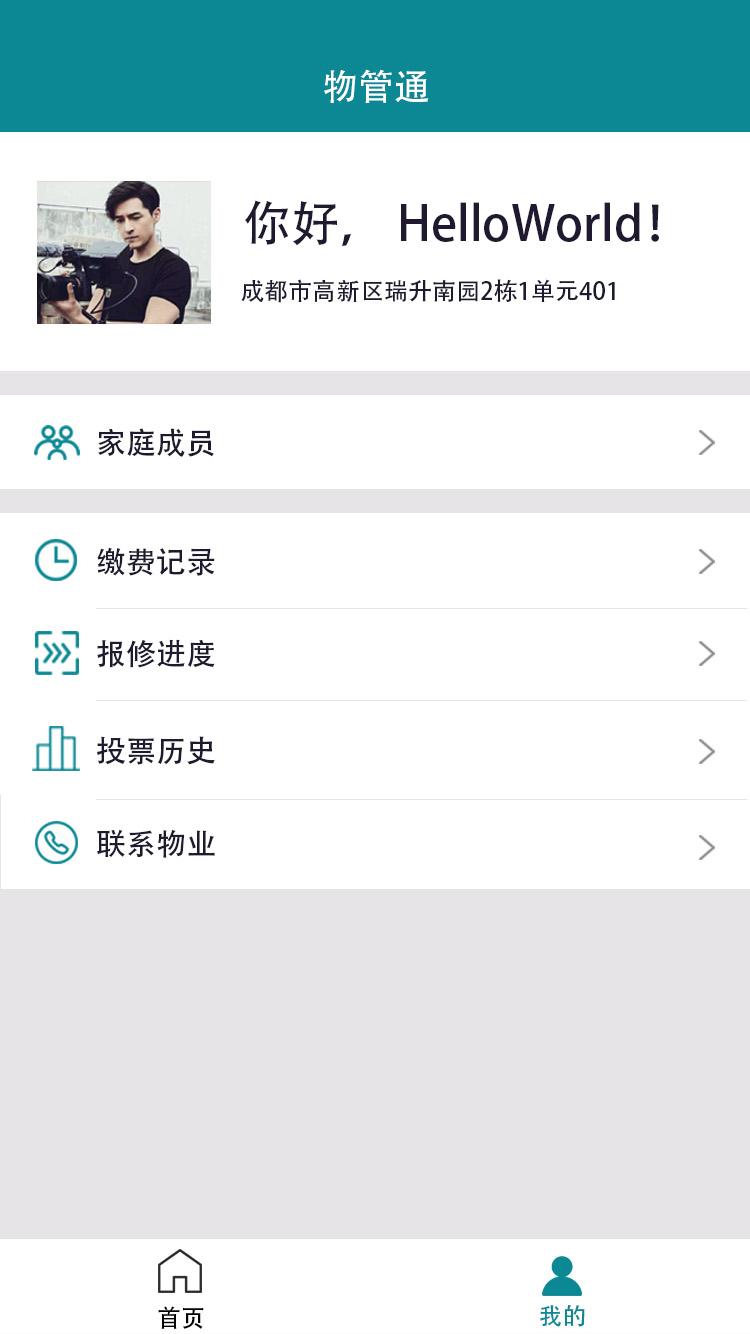 物管通
你好， HelloWorld!
成都市高新区瑞升南园2栋1单元401
家庭成员
缴费记录
报修进度
投票历史
联系物业
首页
我的